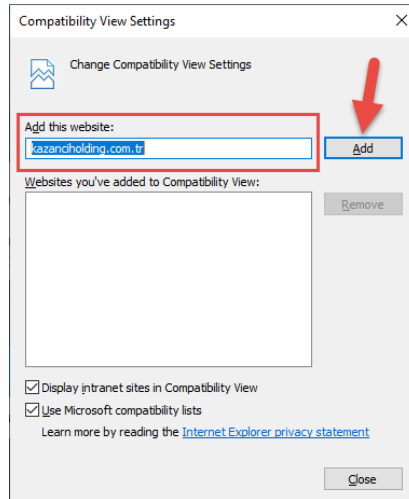 Compatibility View Settings
Change Compatibility View Settings
Add this website:
kazanciholding.com.tr
Add
Websites you've added to Compatibility View:
Remove
Display intranet sites in Compatibility View
Use Microsoft compatibility lists
Learn more by reading the Internet Explorer privacy statement
Close